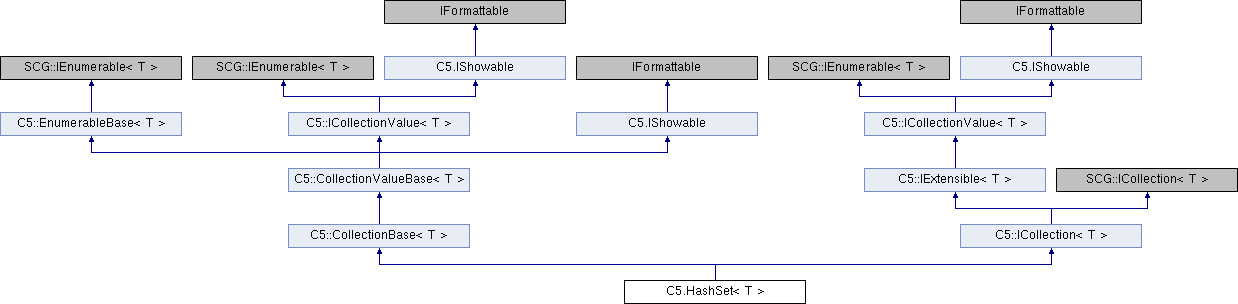 IFormattable
IFormattable
SCG::IEnumerable< T >
SCG::IEnumerable< T >
C5.IShowable
IFormattable
SCG::IEnumerable< T >
C5.IShowable
C5::EnumerableBase< T >
C5::ICollectionValue< T >
C5.IShowable
C5::ICollectionValue< T >
C5::CollectionValueBase< T >
C5::IExtensible< T >
SCG::ICollection< T >
C5::CollectionBase< T >
C5::ICollection< T >
C5.HashSet< T >